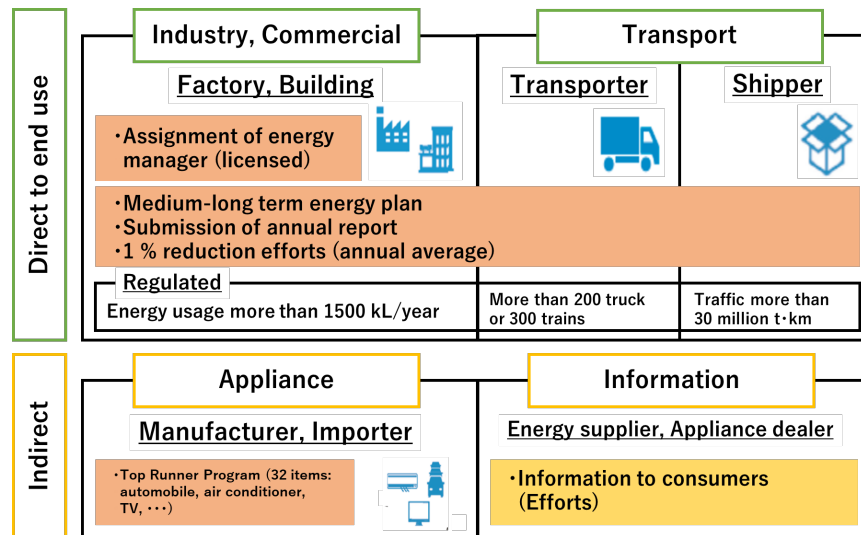 Direct to end use
Industry, Commercial
Transport
Factory, Building
Transporter
Shipper
・Assignment of energy
manager (licensed)
・Medium-long term energy plan
・Submission of annual report
・1 % reduction efforts (annual average)
Regulated
Energy usage more than 1500 kL/year
More than 200 truck
or 300 trains
Traffic more than
30 million t・km
Indirect
Appliance
Information
Manufacturer, Importer
Energy supplier, Appliance dealer
・Top Runner Program (32 items:
automobile, air conditioner,
TV, ・・・)
・Information to consumers
(Efforts)